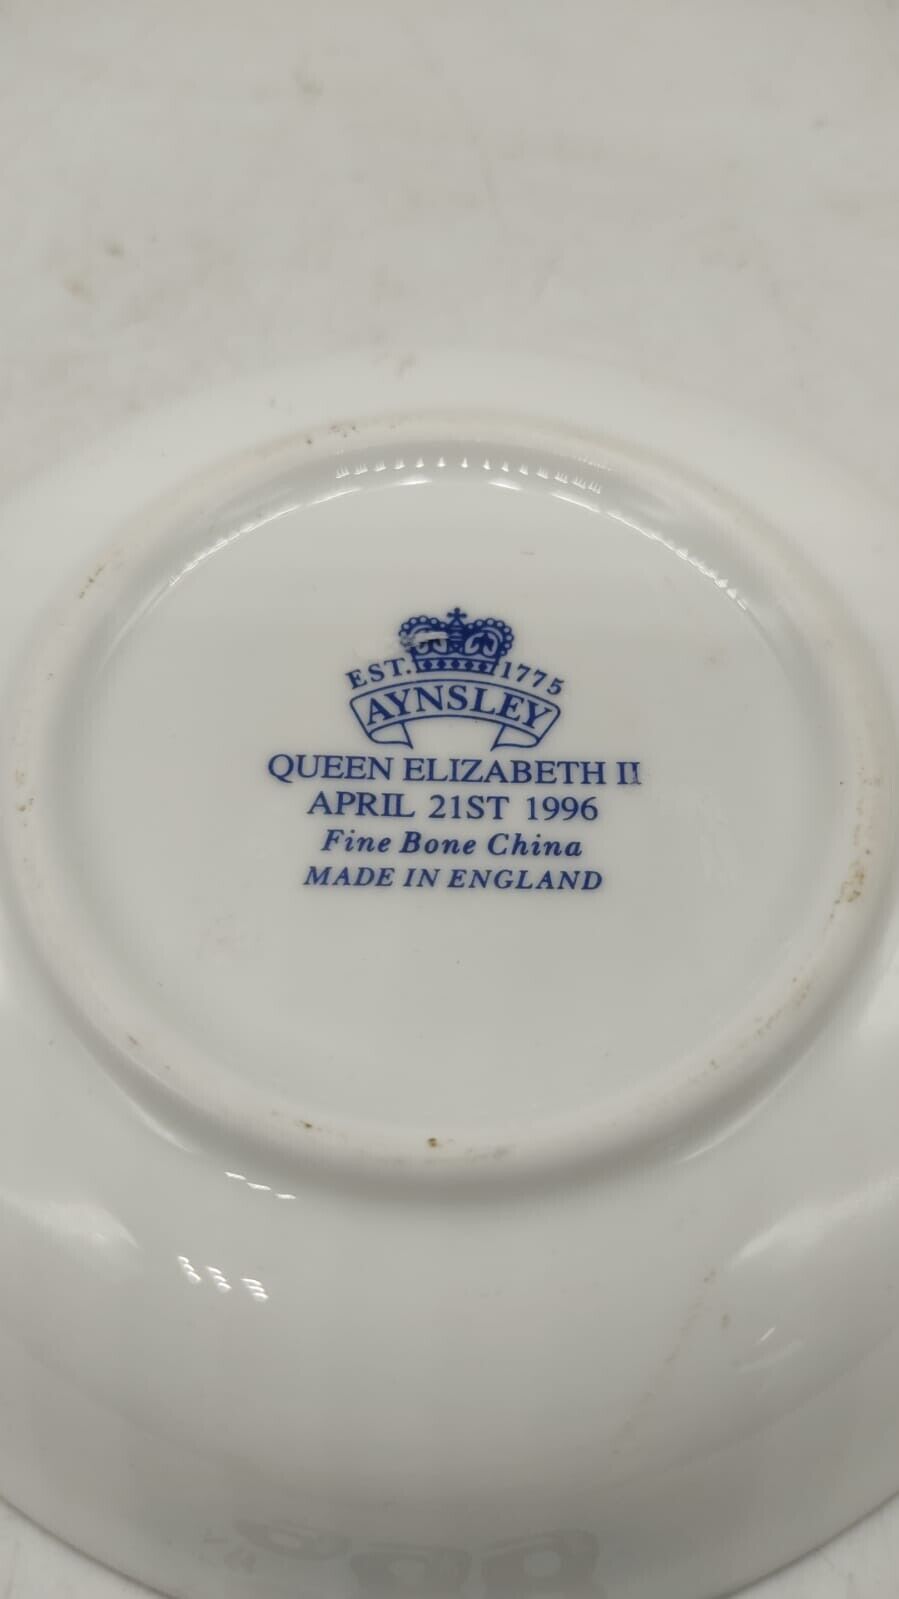 EST. 1775
AYNSLEY
QUEEN ELIZABETH II
APRIL 21ST 1996
Fine Bone China
MADE IN ENGLAND